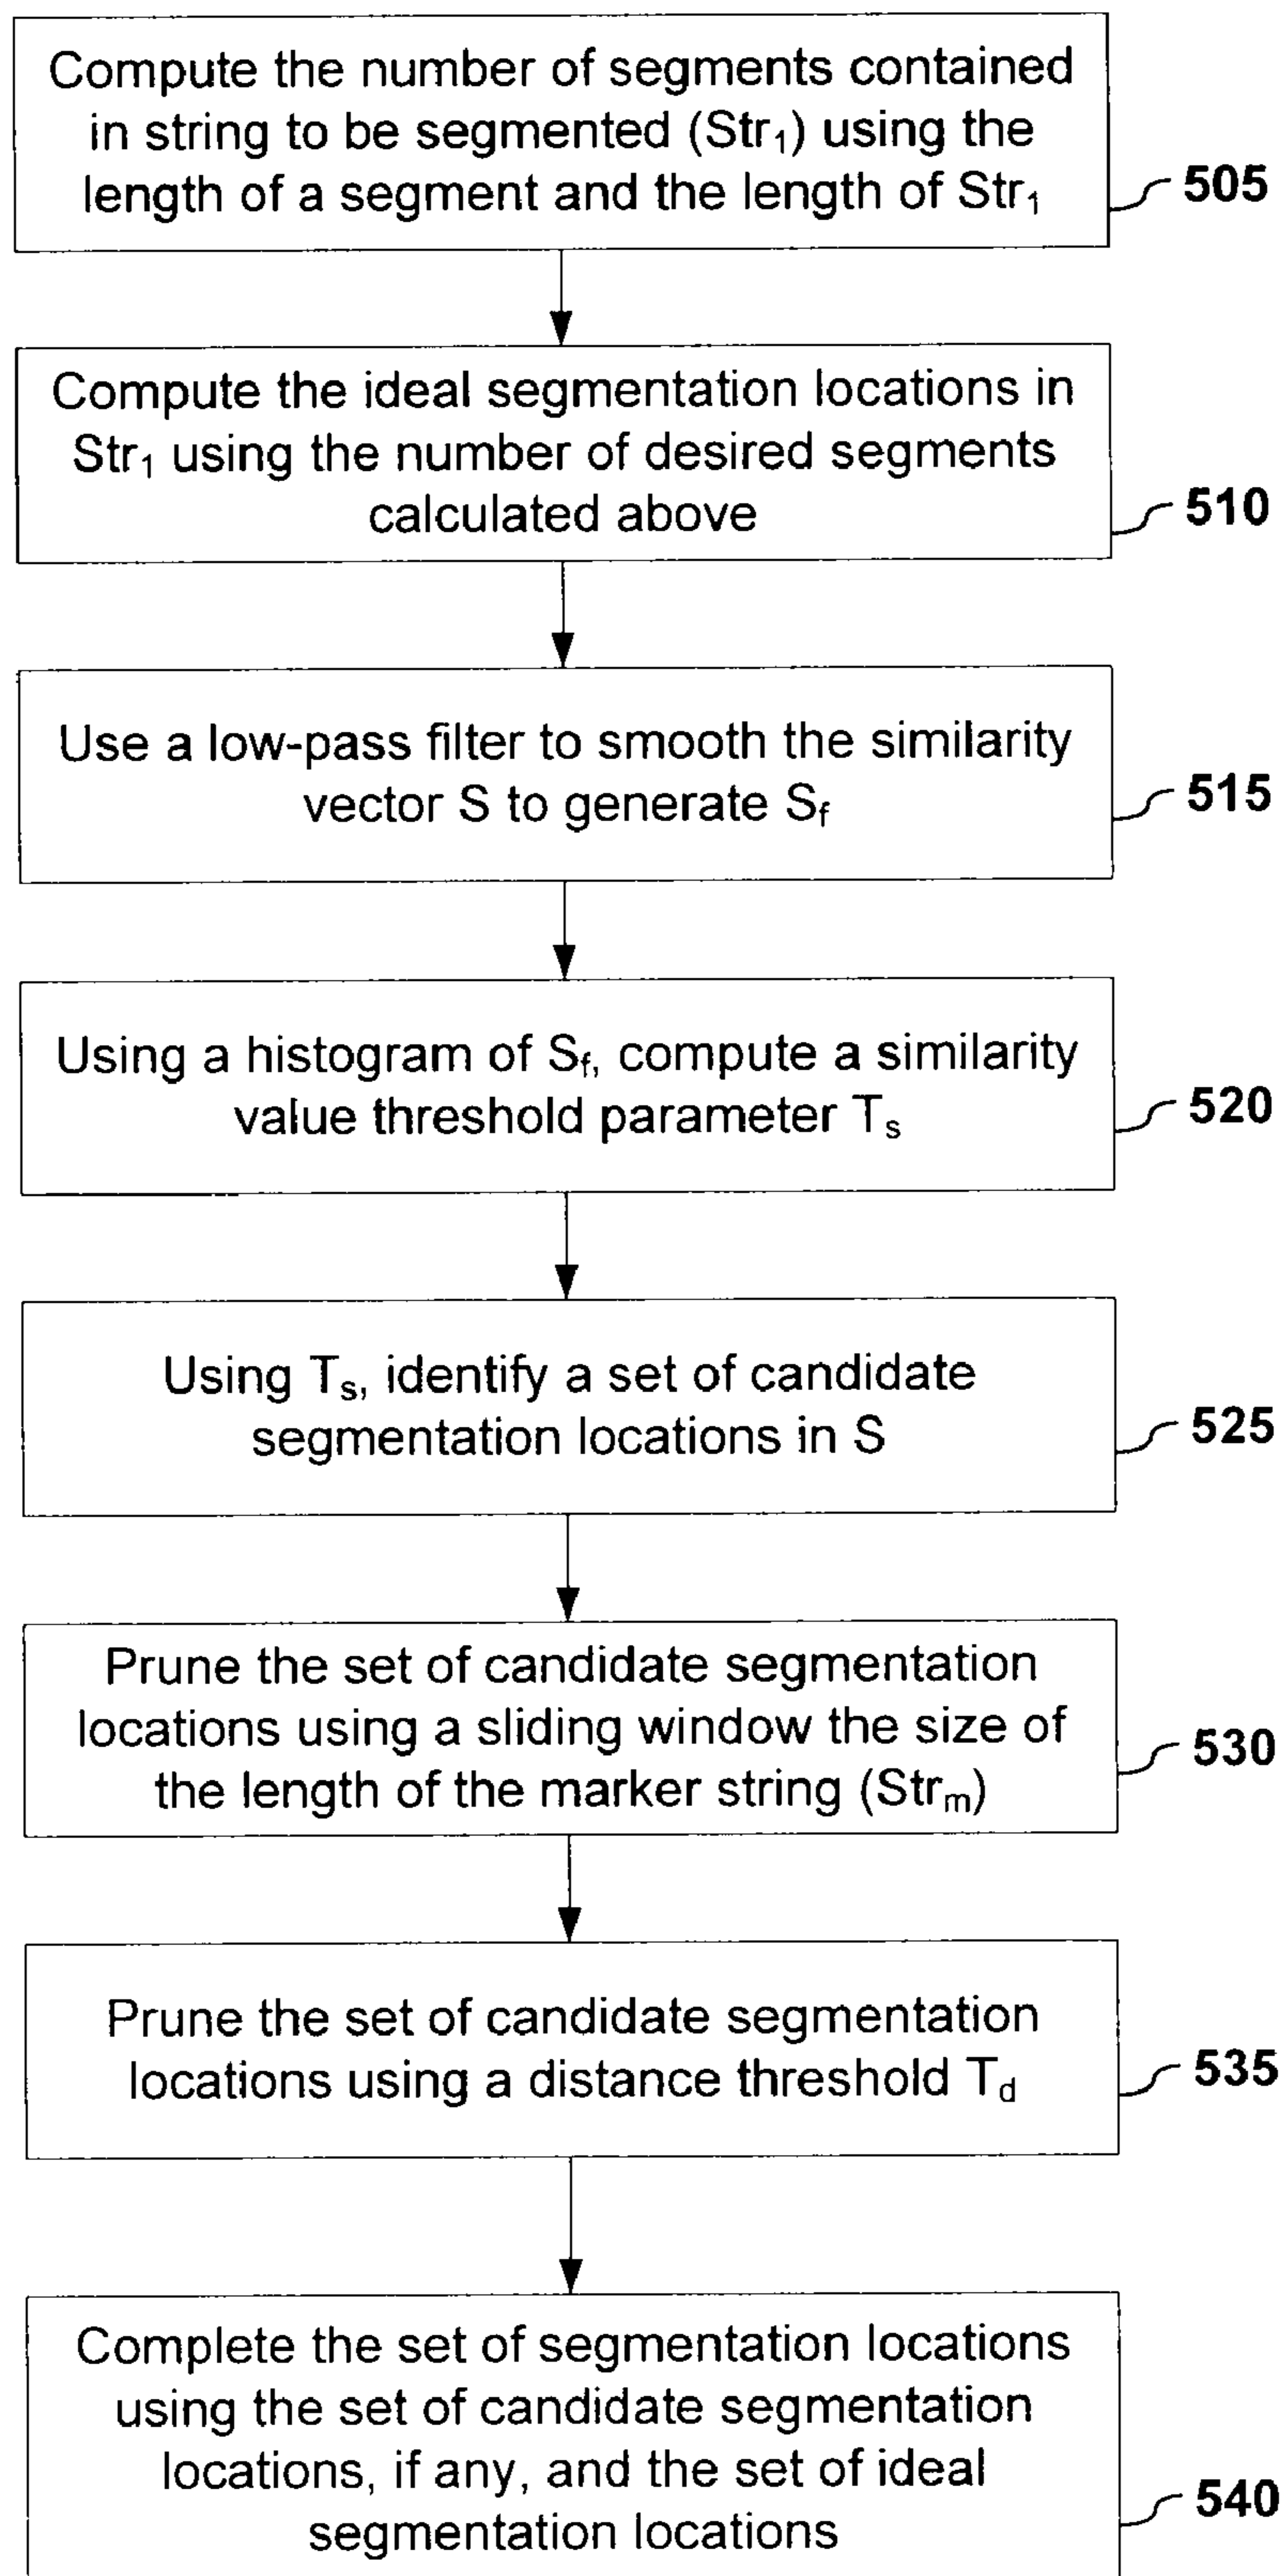 Compute the number of segments contained
in string to be segmented (Str₁) using the
length of a segment and the length of Str₁
505
Compute the ideal segmentation locations in
Str₁ using the number of desired segments
calculated above
510
Use a low-pass filter to smooth the similarity
vector S to generate S_f
515
Using a histogram of S_f, compute a similarity
value threshold parameter Tₛ
520
Using Tₛ, identify a set of candidate
segmentation locations in S
525
Prune the set of candidate segmentation
locations using a sliding window the size of
the length of the marker string (Strₘ)
530
Prune the set of candidate segmentation
locations using a distance threshold T_d
535
Complete the set of segmentation locations
using the set of candidate segmentation
locations, if any, and the set of ideal
segmentation locations
540